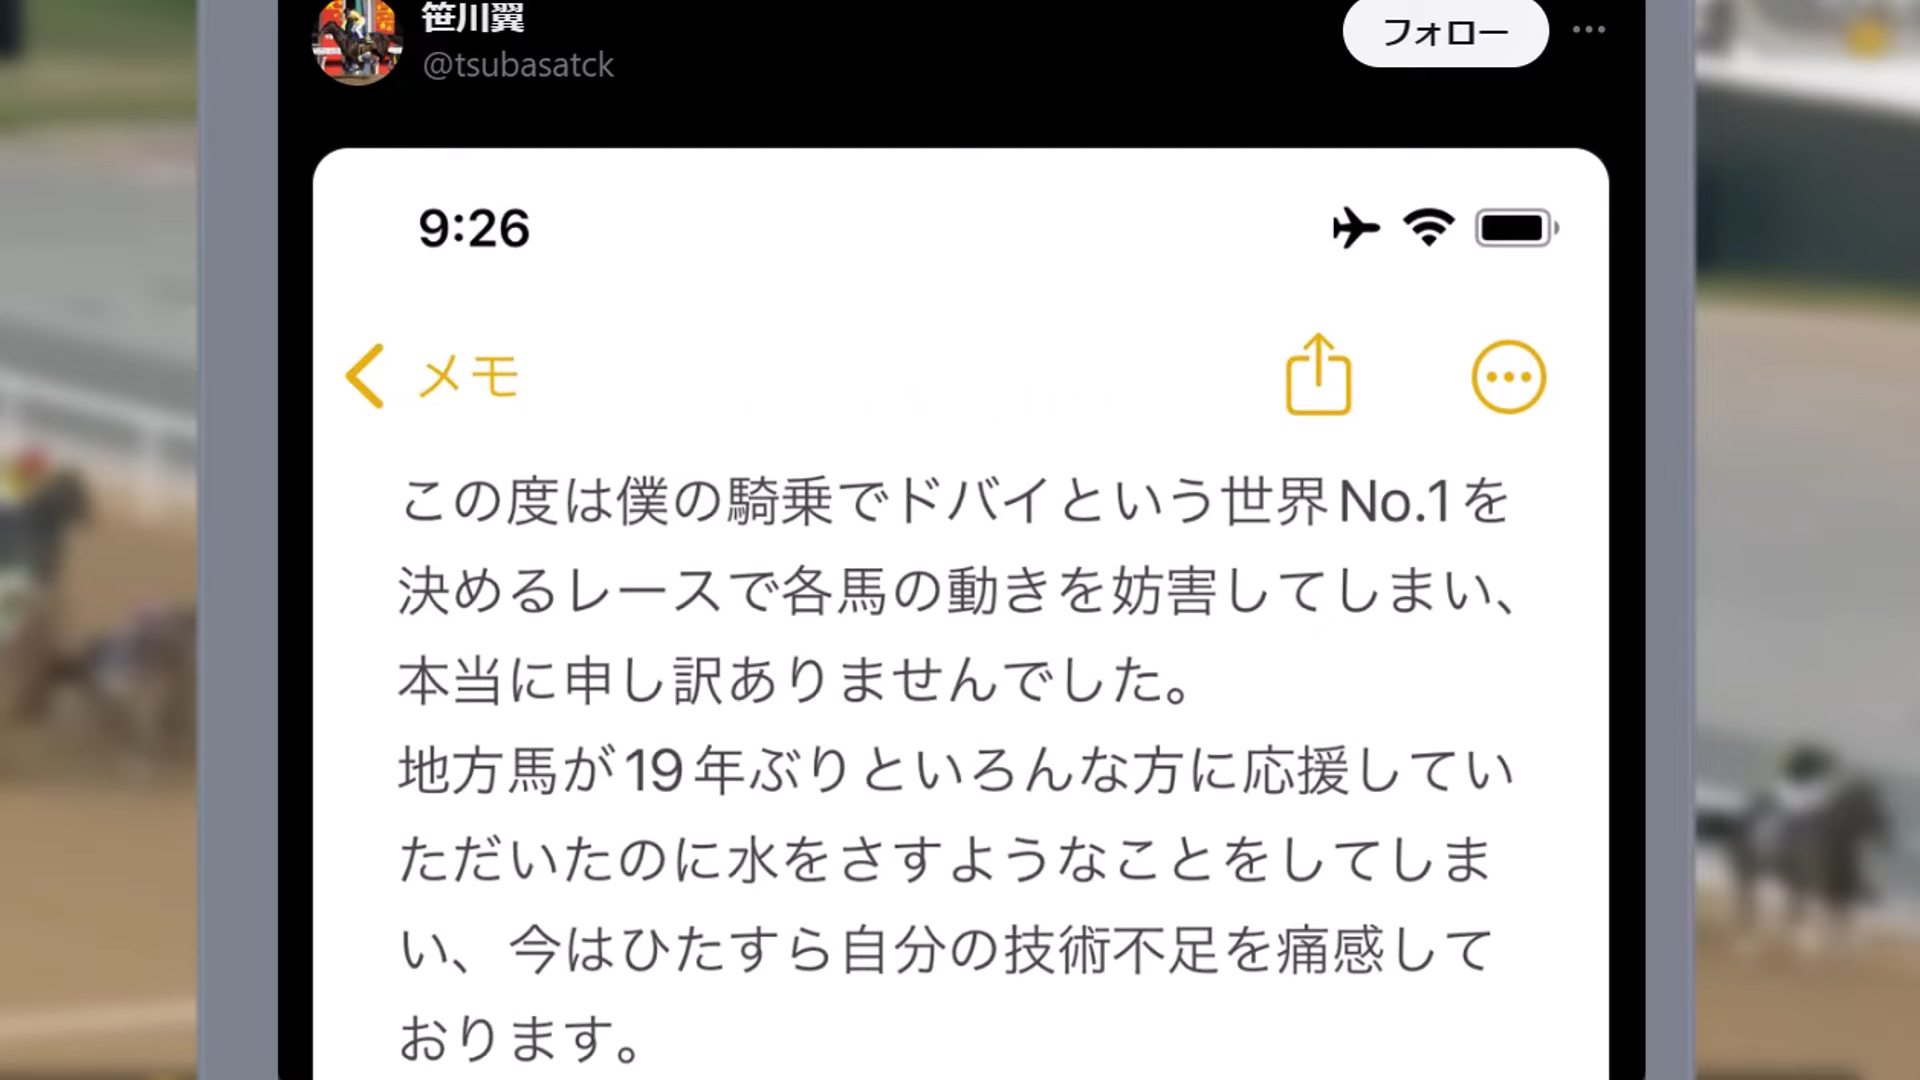 笹川翼
@tsubasatck
フォロー
9:26
メモ
この度は僕の騎乗でドバイという世界No.1を
決めるレースで各馬の動きを妨害してしまい、
本当に申し訳ありませんでした。
地方馬が19年ぶりといろんな方に応援してい
ただいたのに水をさすようなことをしてしま
い、今はひたすら自分の技術不足を痛感して
おります。